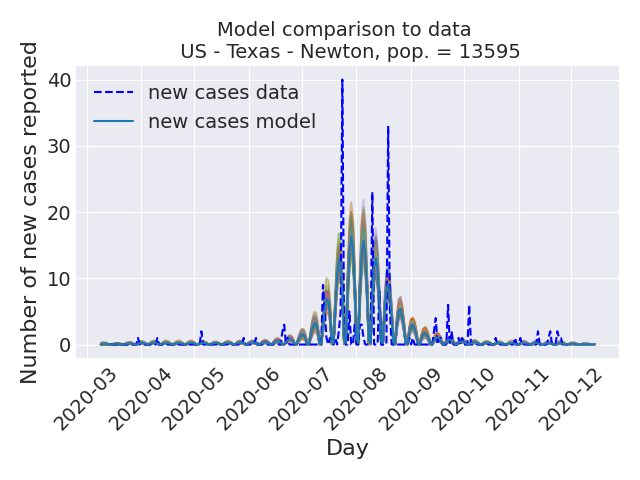 Model comparison to data
US - Texas - Newton, pop. = 13595
Number of new cases reported
40
30
20
10
0
new cases data
new cases model
2020-03
2020-04
2020-05
2020-06
2020-07
2020-08
2020-09
2020-10
2020-11
2020-12
Day